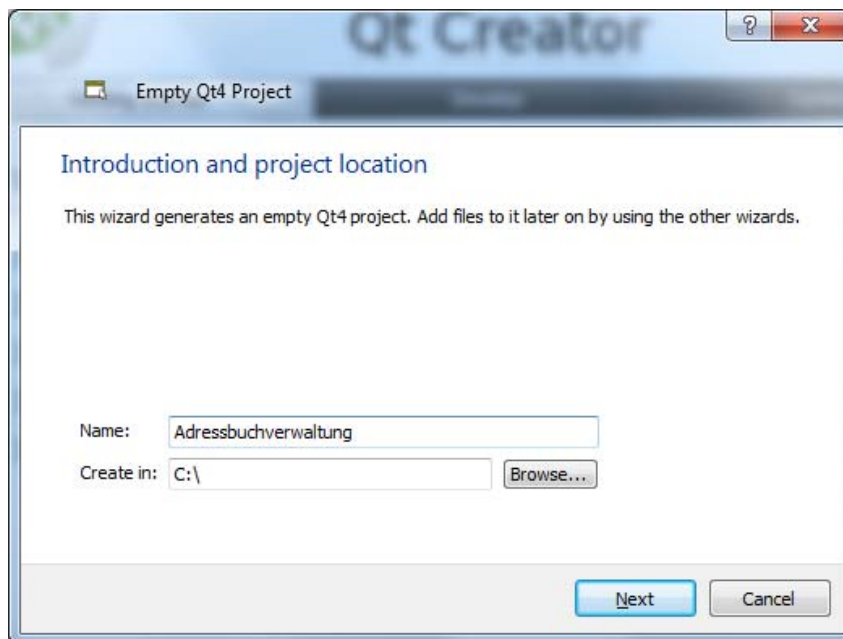 Qt Creator
Empty Qt4 Project
Develop
Introduction and project location
This wizard generates an empty Qt4 project. Add files to it later on by using the other wizards.
Name: Adressbuchverwaltung
Create in: C:\ Browse...
Next Cancel